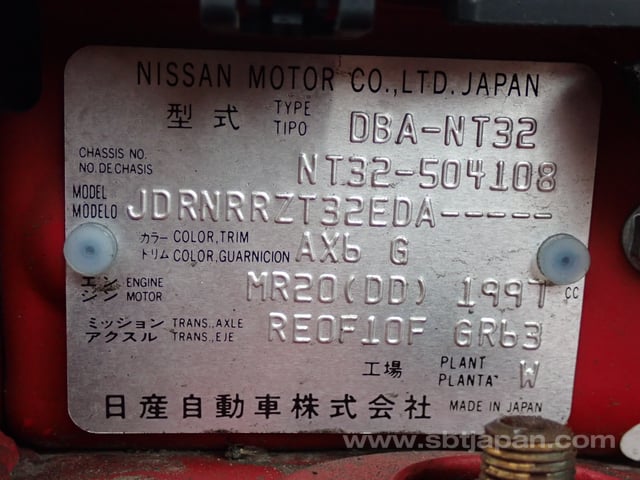 NISSAN MOTOR CO.,LTD. JAPAN
型式 TYPE TIPO DBA-NT32
CHASSIS NO. NO. DE CHASIS NT32-504108
MODEL MODELO JDRNRRZT32EDA-----
カラー COLOR, TRIM
トリム COLOR, GUARNICION AX6 G
エンジン ENGINE MOTOR MR20(DD) 1997 CC
ミッション TRANS., AXLE
アクスル TRANS., EJE RE0F10F GR63
工場 PLANT PLANTA W
日産自動車株式会社 MADE IN JAPAN
www.sbtjapan.com